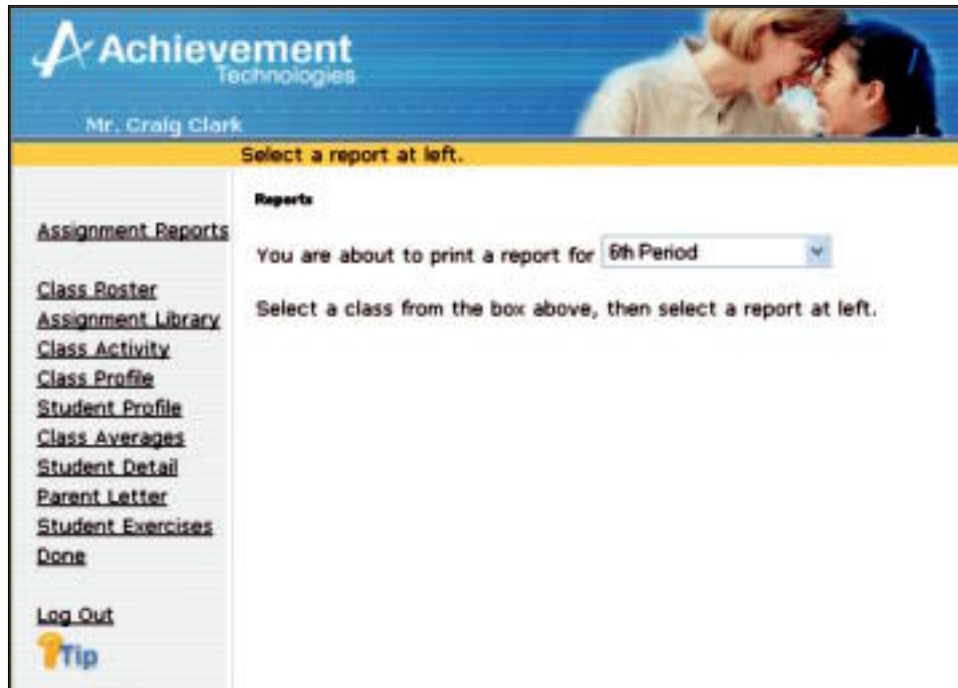 Achievement
Technologies
Mr. Craig Clark
Select a report at left.
Reports
Assignment Reports
You are about to print a report for 6th Period
Class Roster
Select a class from the box above, then select a report at left.
Assignment Library
Class Activity
Class Profile
Student Profile
Class Averages
Student Detail
Parent Letter
Student Exercises
Done
Log Out
Tip